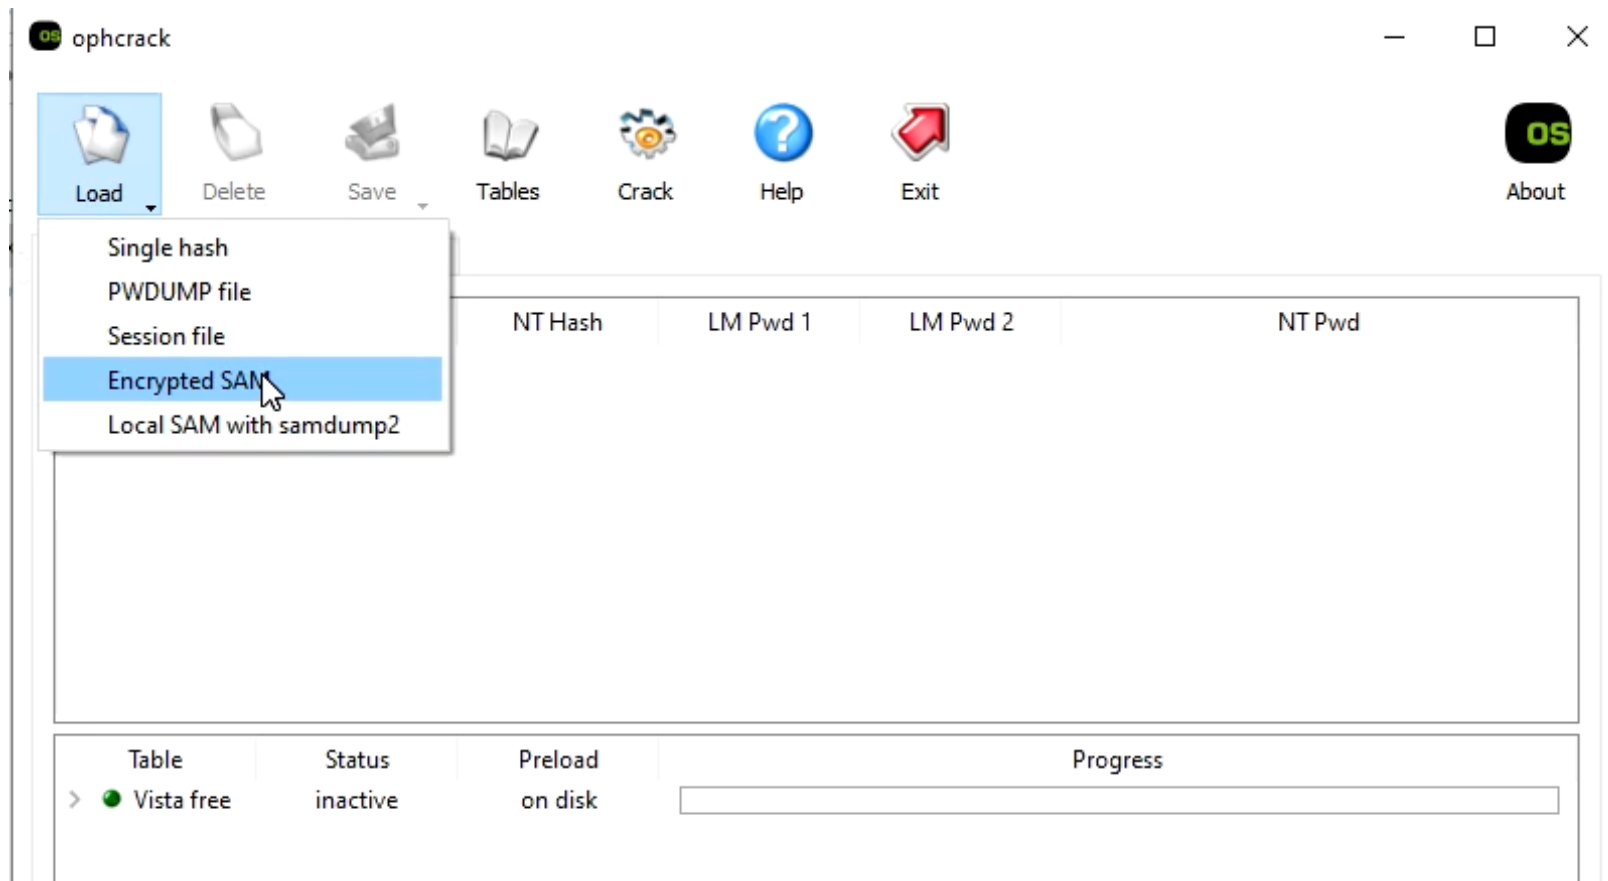 OS ophcrack
Load Delete Save Tables Crack Help Exit About
OS
Single hash
PWDUMP file
Session file
Encrypted SAM
Local SAM with samdump2
NT Hash LM Pwd 1 LM Pwd 2 NT Pwd
Table Status Preload Progress
Vista free inactive on disk